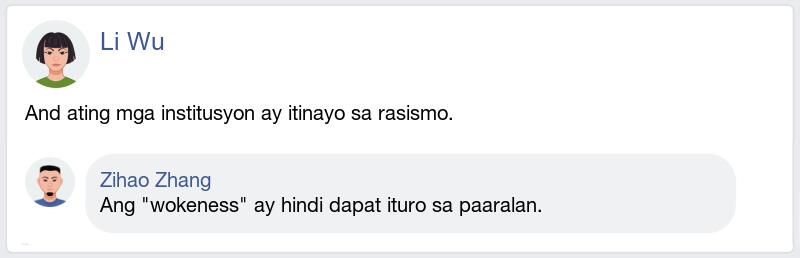 Li Wu
And ating mga institusyon ay itinayo sa rasismo.
Zihao Zhang
Ang "wokeness" ay hindi dapat ituro sa paaralan.